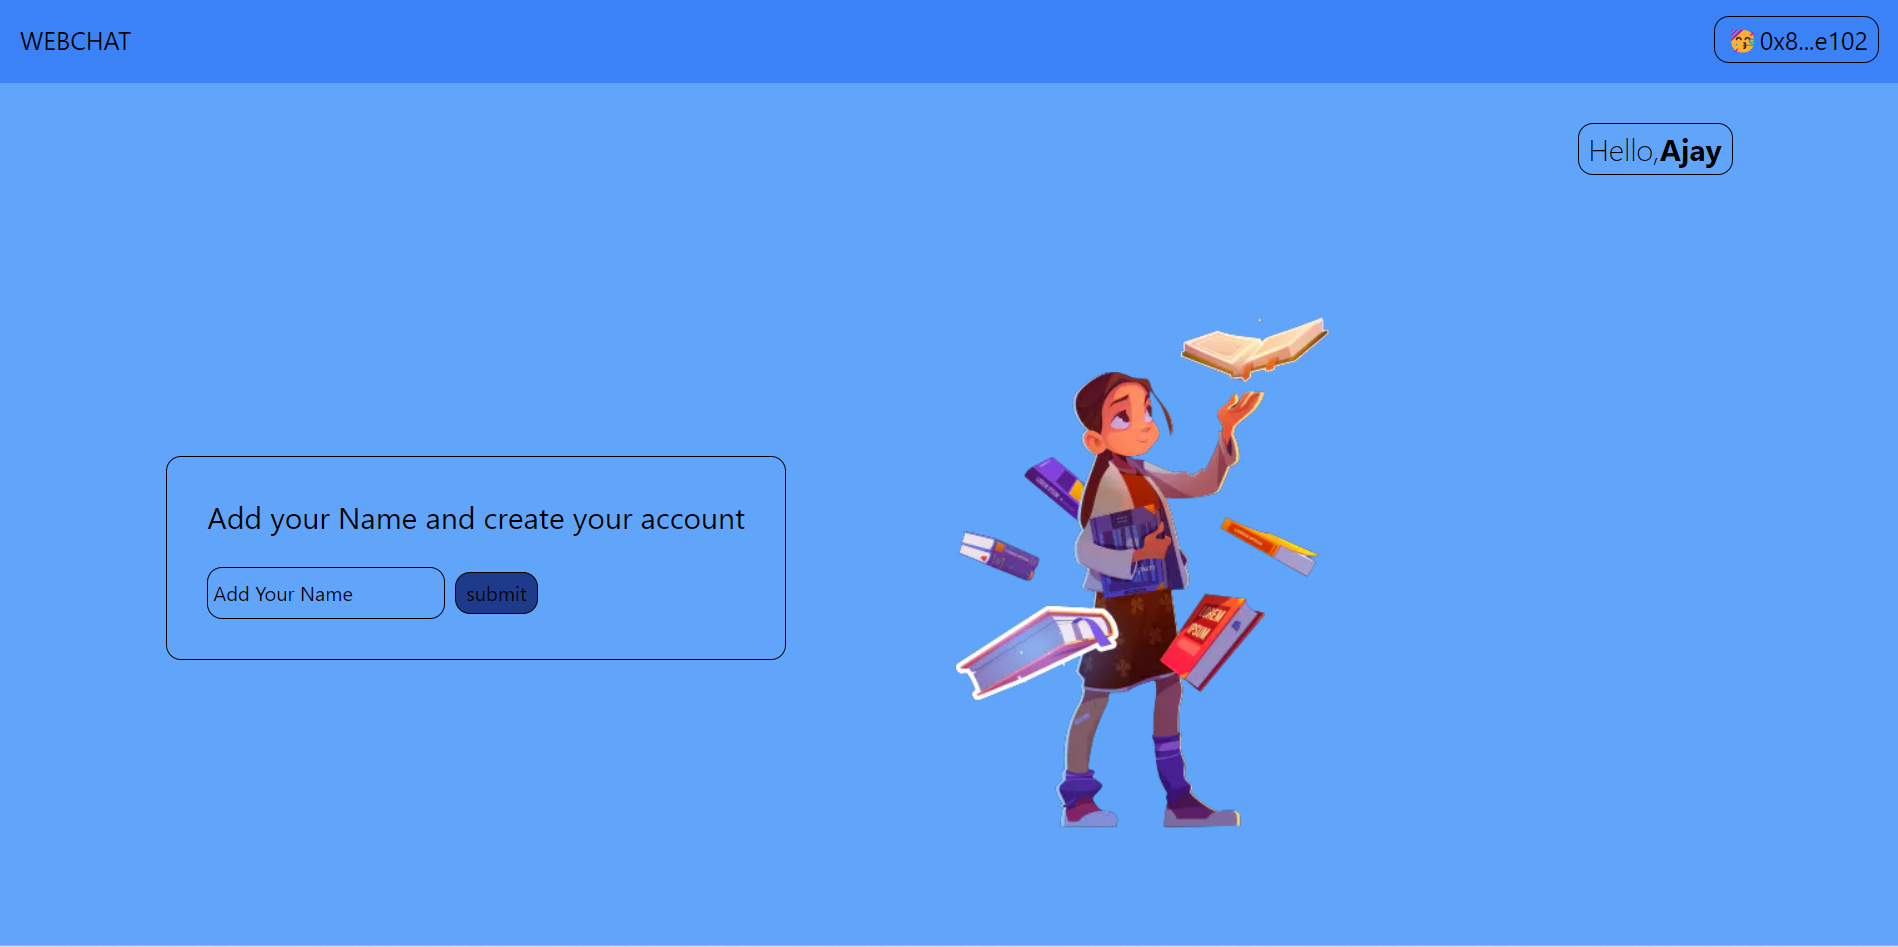 WEBCHAT
🥳 0x8...e102
Hello,Ajay
Add your Name and create your account
Add Your Name
submit
LOREM
IPSUM